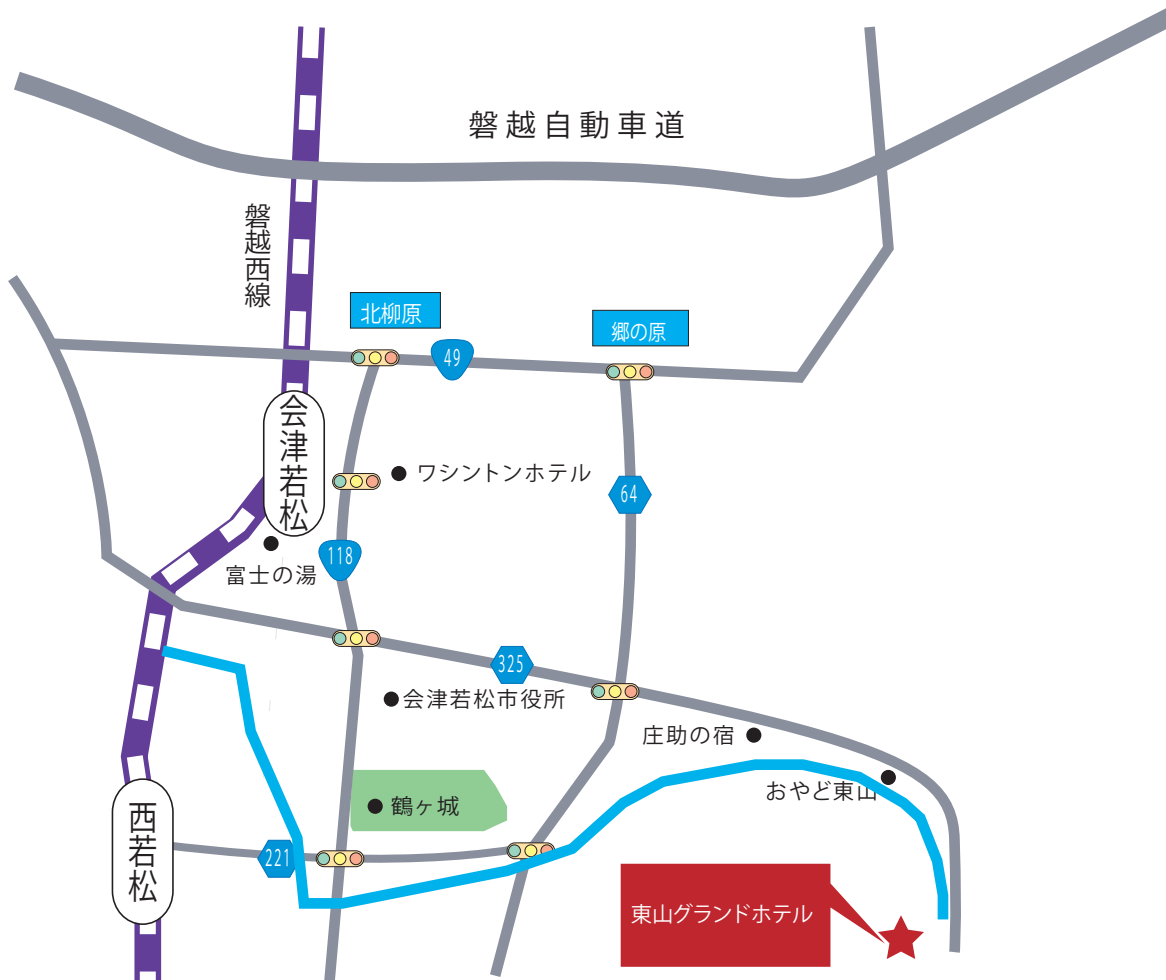 磐越自動車道
磐越西線
北柳原
郷の原
49
会津若松
ワシントンホテル
64
118
富士の湯
325
会津若松市役所
庄助の宿
おやど東山
鶴ヶ城
西若松
221
東山グランドホテル